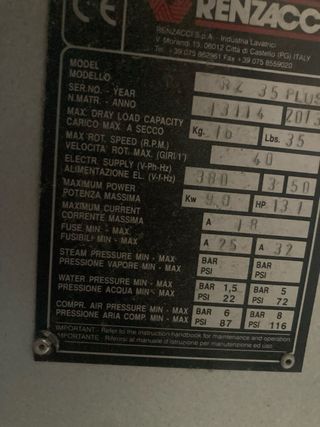 CE RENZACCI
RENZACCI S.p.A. - Industria Lavatrici
V. Morandi, 13, 06012 Città di Castello (PG) ITALY
Tel. +39 075 862961 Fax +39 075 8559020
MODEL
MODELLO RZ 35 PLUS
SER.NO. - YEAR
N.MATR. - ANNO 13114 2013
MAX. DRAY LOAD CAPACITY
CARICO MAX. A SECCO Kg. 16 Lbs. 35
MAX ROT. SPEED (R.P.M.)
VELOCITA' ROT. MAX. (GIRI/1') 40
ELECTR. SUPPLY (V-Ph-Hz)
ALIMENTAZIONE EL. (V-f-Hz) 380 3 50
MAXIMUM POWER
POTENZA MASSIMA Kw 9,0 HP 13,1
MAXIMUM CURRENT
CORRENTE MASSIMA A 18
FUSE MIN. - MAX
FUSIBILI MIN - MAX A 25 A 32
STEAM PRESSURE MIN - MAX BAR BAR
PRESSIONE VAPORE MIN - MAX PSI PSI
WATER PRESSURE MIN - MAX BAR 1,5 BAR 5
PRESSIONE ACQUA MIN - MAX PSI 22 PSI 72
COMPR. AIR PRESSURE MIN - MAX BAR 6 BAR 8
PRESSIONE ARIA COMP. MIN - MAX PSI 87 PSI 116
IMPORTANT - Refer to the instruction handbook for maintenance and operation
IMPORTANTE - Riferirsi al manuale d'istruzione per manutenzione ed uso.